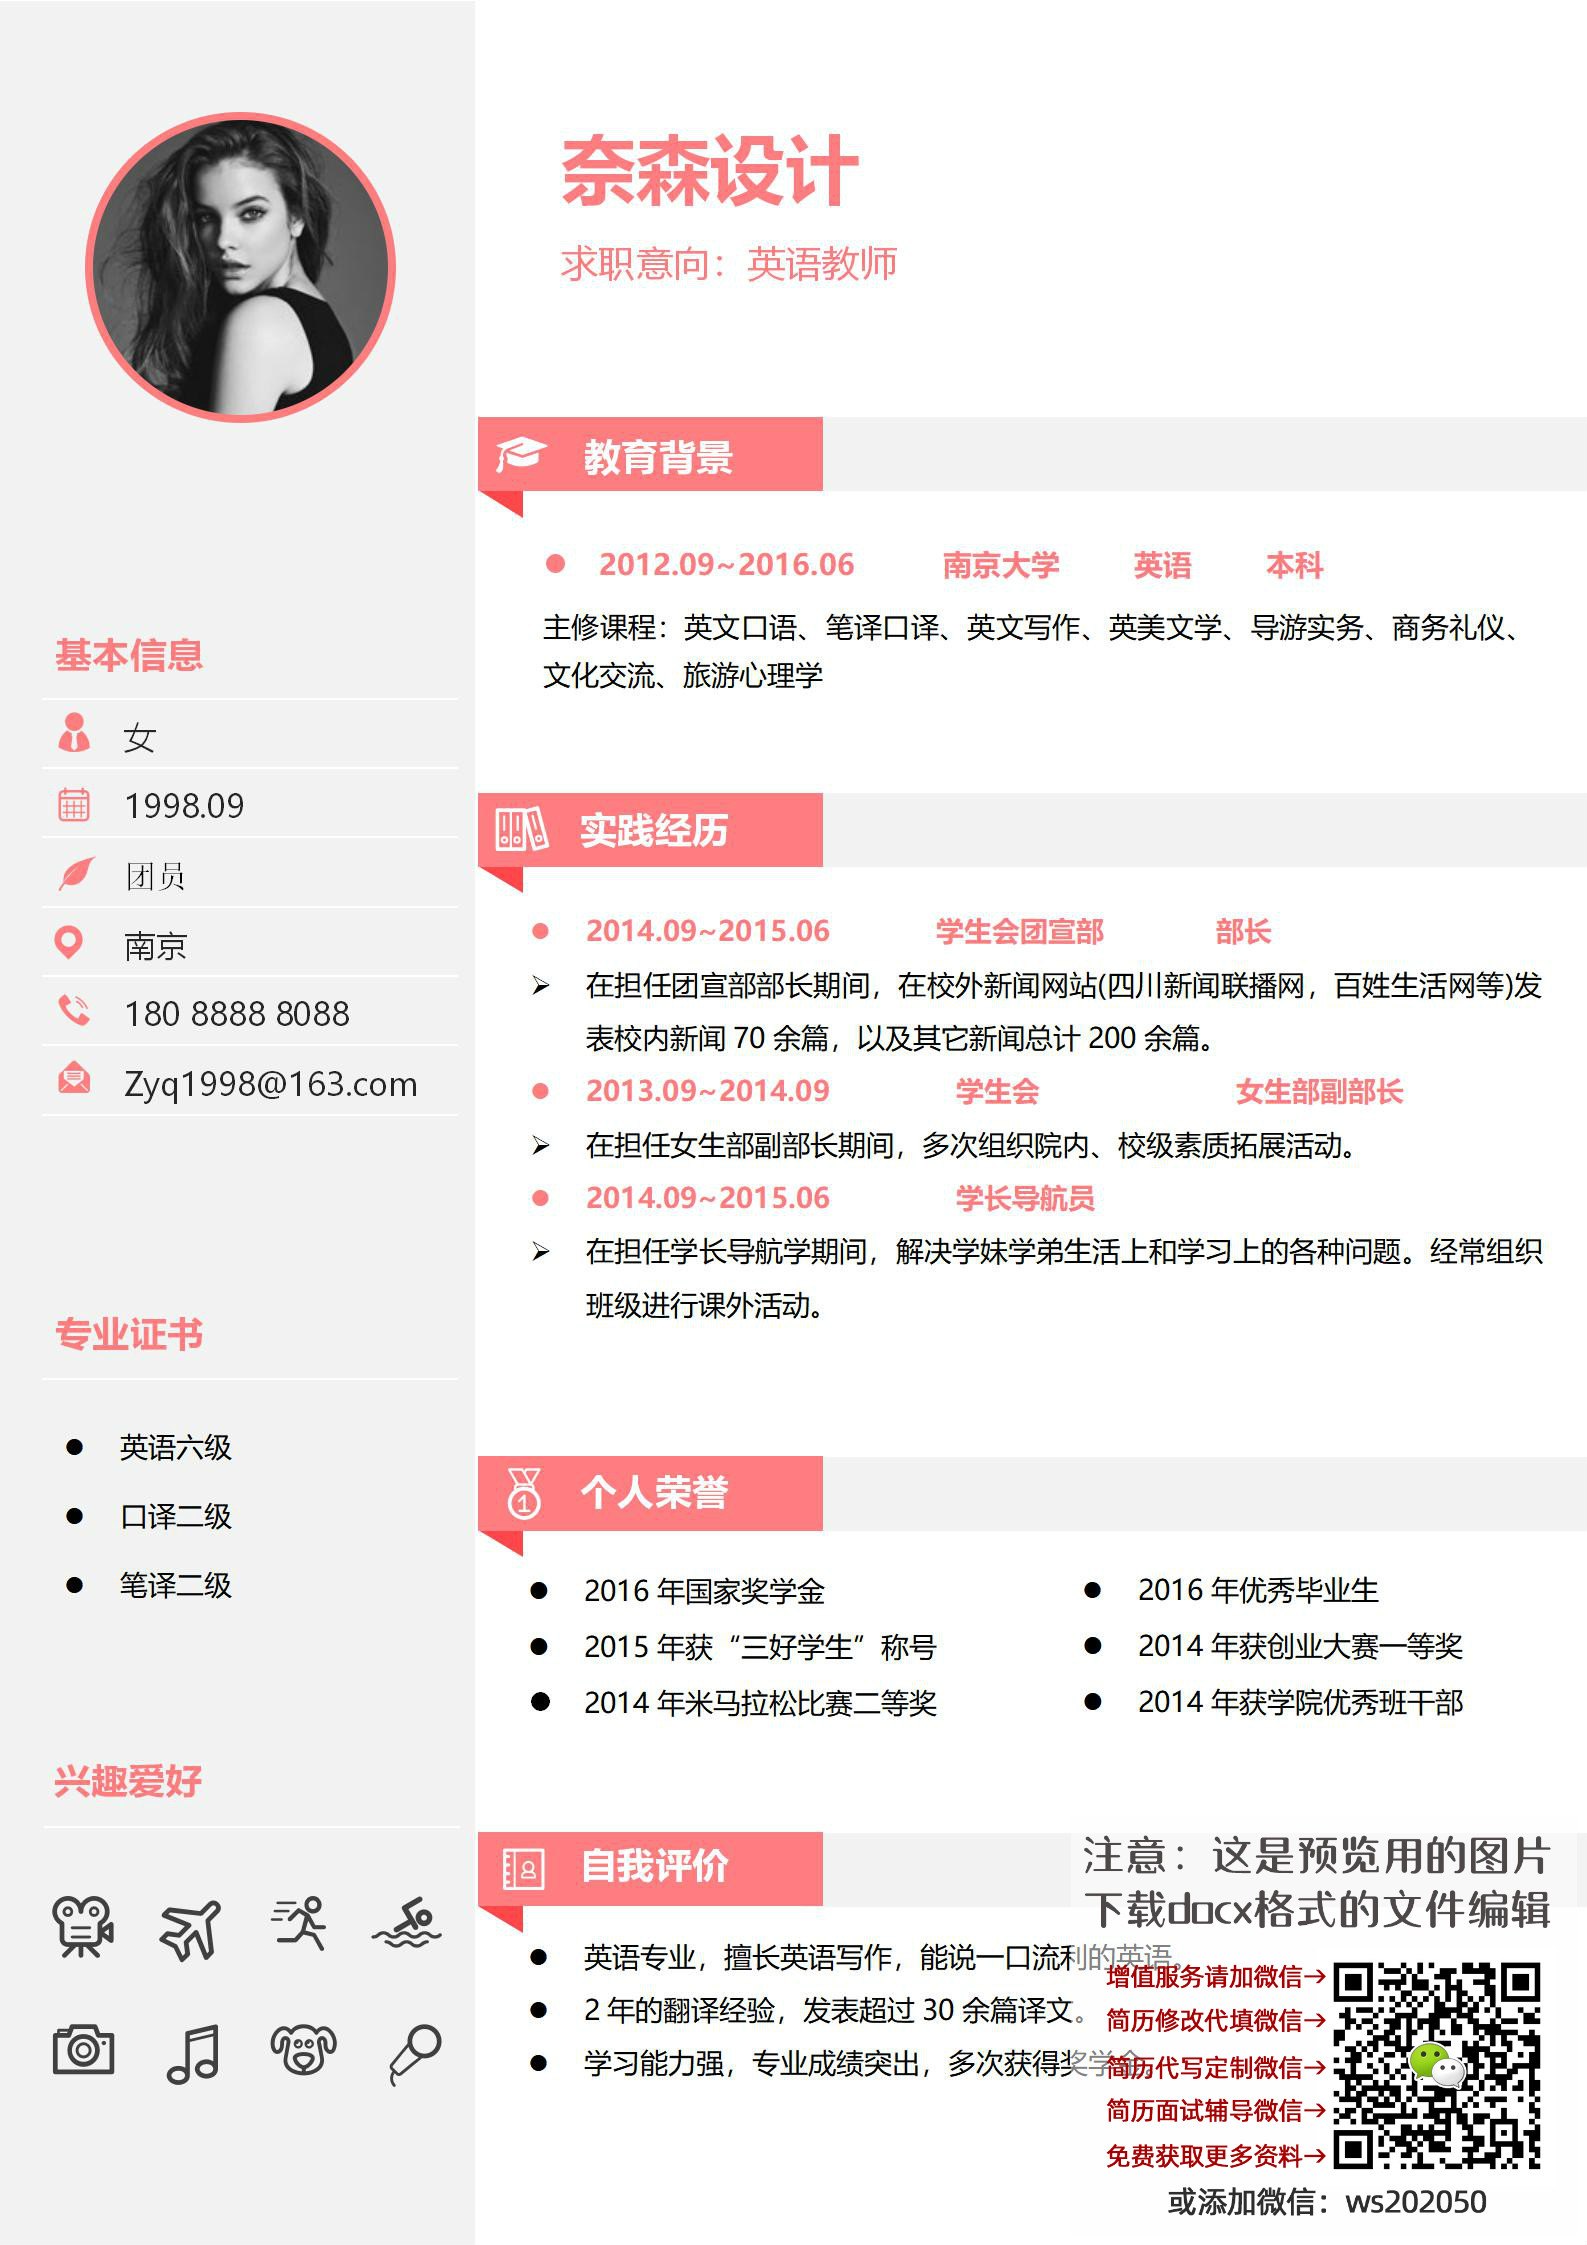 奈森设计
求职意向：英语教师
基本信息
女
1998.09
团员
南京
180 8888 8088
Zyq1998@163.com
专业证书
英语六级
口译二级
笔译二级
兴趣爱好
教育背景
2012.09~2016.06 南京大学 英语 本科
主修课程：英文口语、笔译口译、英文写作、英美文学、导游实务、商务礼仪、
文化交流、旅游心理学
实践经历
2014.09~2015.06 学生会团宣部 部长
在担任团宣部部长期间，在校外新闻网站(四川新闻联播网，百姓生活网等)发
表校内新闻 70 余篇，以及其它新闻总计 200 余篇。
2013.09~2014.09 学生会 女生部副部长
在担任女生部副部长期间，多次组织院内、校级素质拓展活动。
2014.09~2015.06 学长导航员
在担任学长导航学期间，解决学妹学弟生活上和学习上的各种问题。经常组织
班级进行课外活动。
个人荣誉
2016 年国家奖学金 2016 年优秀毕业生
2015 年获“三好学生”称号 2014 年获创业大赛一等奖
2014 年米马拉松比赛二等奖 2014 年获学院优秀班干部
自我评价
英语专业，擅长英语写作，能说一口流利的英语。
2 年的翻译经验，发表超过 30 余篇译文。
学习能力强，专业成绩突出，多次获得奖学金。
注意：这是预览用的图片
下载docx格式的文件编辑
增值服务请加微信→
简历修改代填微信→
简历代写定制微信→
简历面试辅导微信→
免费获取更多资料→
或添加微信：ws202050